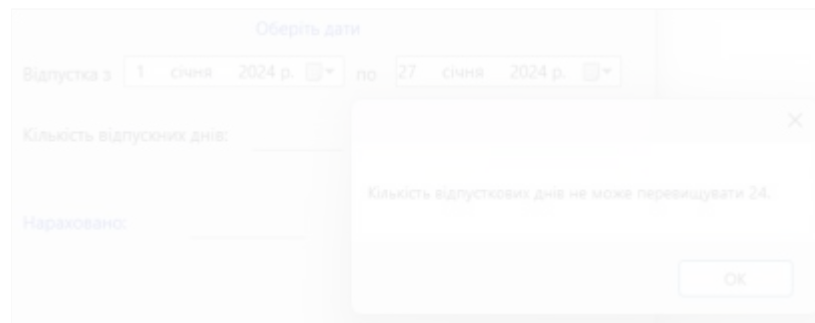 Оберіть дати
Відпустка з 1 січня 2024 р. по 27 січня 2024 р.
Кількість відпускних днів:
Кількість відпусткових днів не може перевищувати 24.
Нараховано:
OK